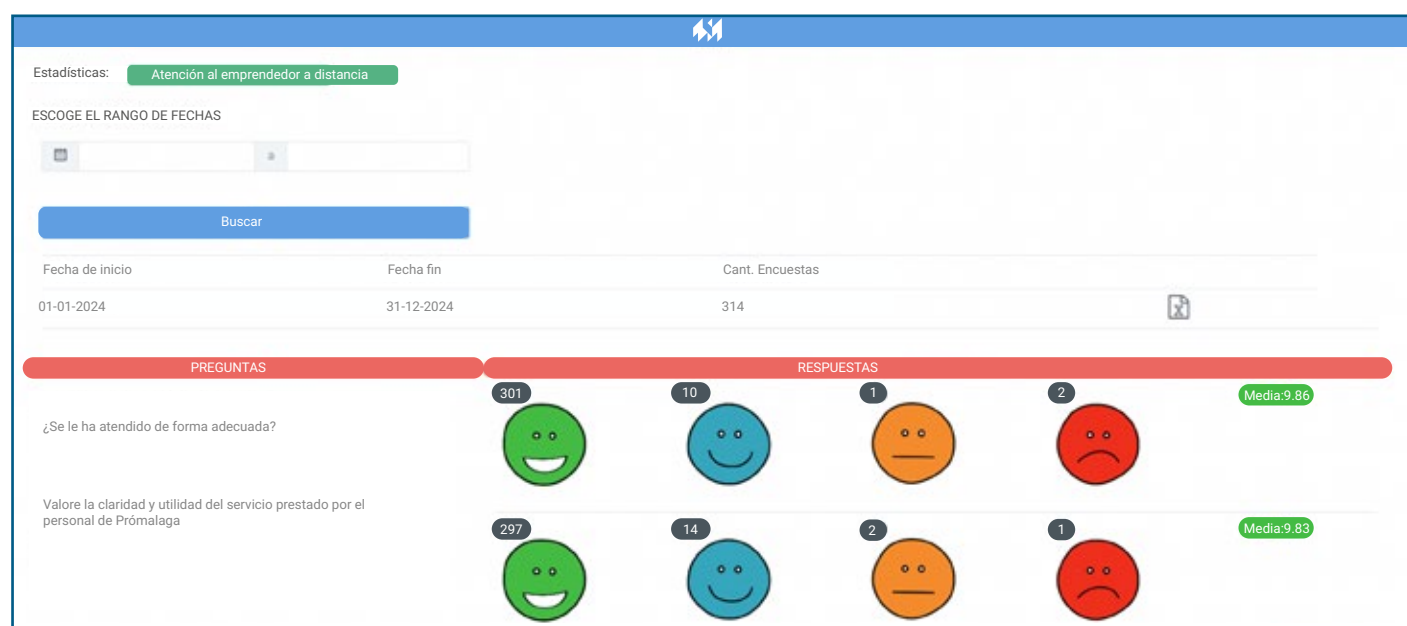 Estadísticas: Atención al emprendedor a distancia
ESCOGE EL RANGO DE FECHAS
a
Buscar
Fecha de inicio Fecha fin Cant. Encuestas
01-01-2024 31-12-2024 314
PREGUNTAS RESPUESTAS
301 10 1 2 Media:9.86
¿Se le ha atendido de forma adecuada?
Valore la claridad y utilidad del servicio prestado por el
personal de Prómalaga
297 14 2 1 Media:9.83